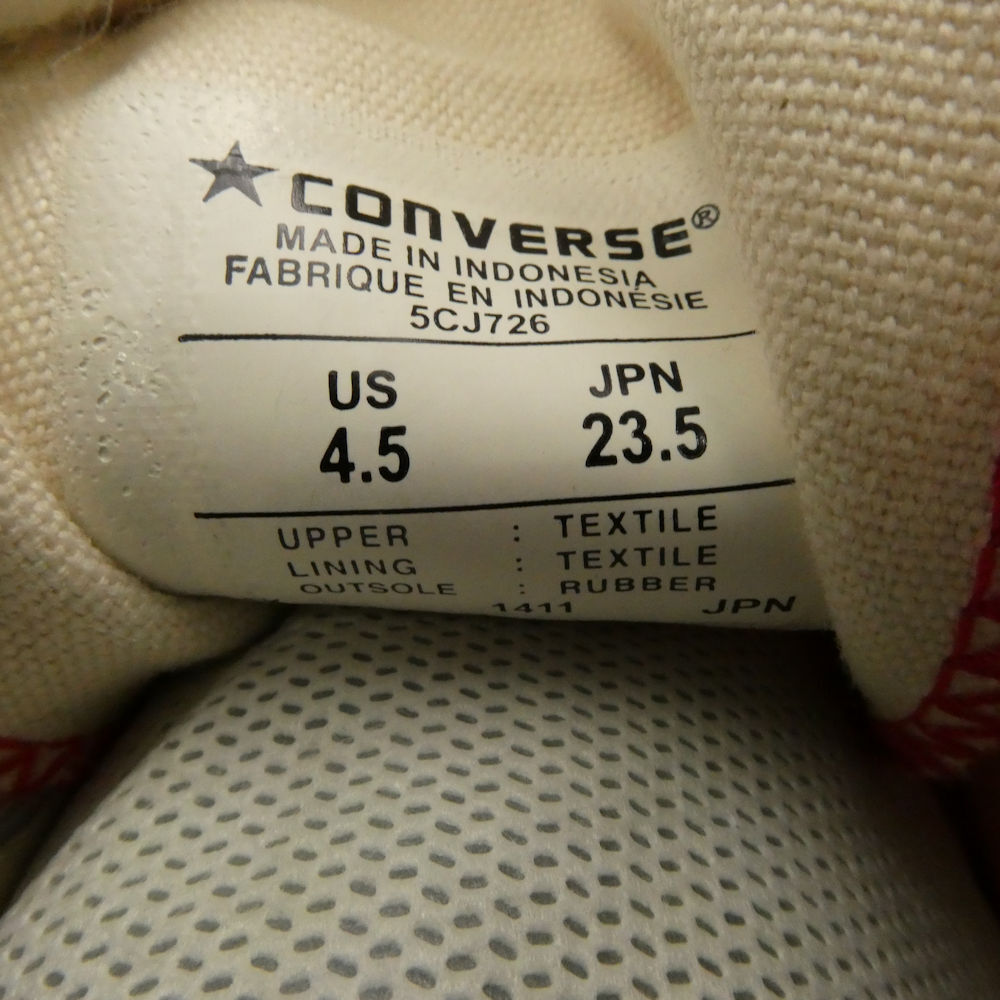 ★ CONVERSE®
MADE IN INDONESIA
FABRIQUE EN INDONÉSIE
5CJ726
US JPN
4.5 23.5
UPPER : TEXTILE
LINING : TEXTILE
OUTSOLE : RUBBER
1411 JPN